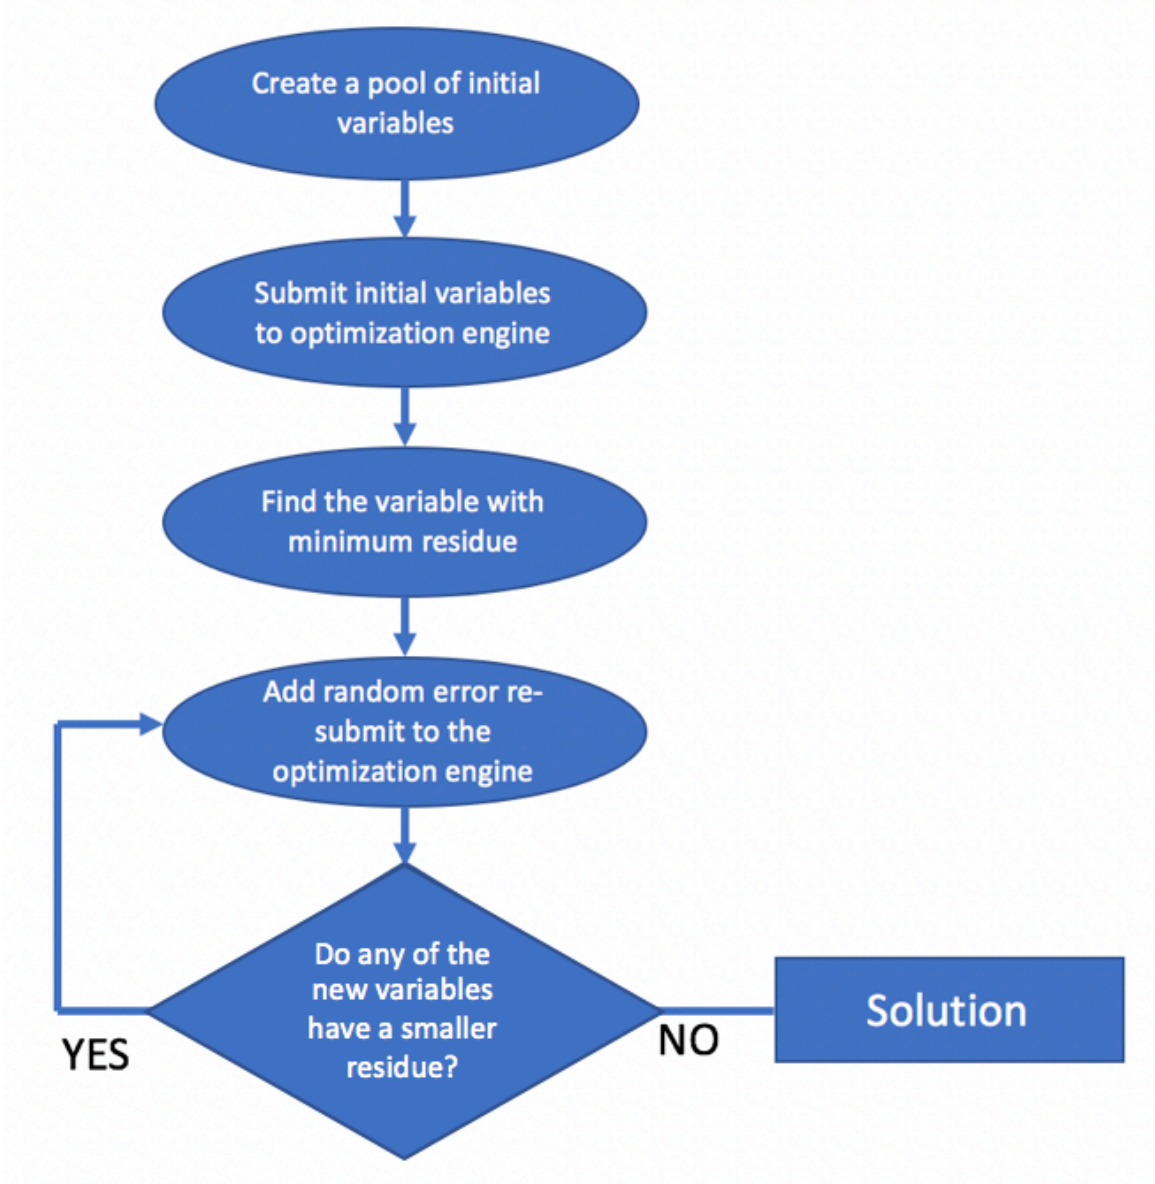 Create a pool of initial
variables
Submit initial variables
to optimization engine
Find the variable with
minimum residue
Add random error re-
submit to the
optimization engine
Do any of the
new variables
have a smaller
residue?
YES
NO
Solution